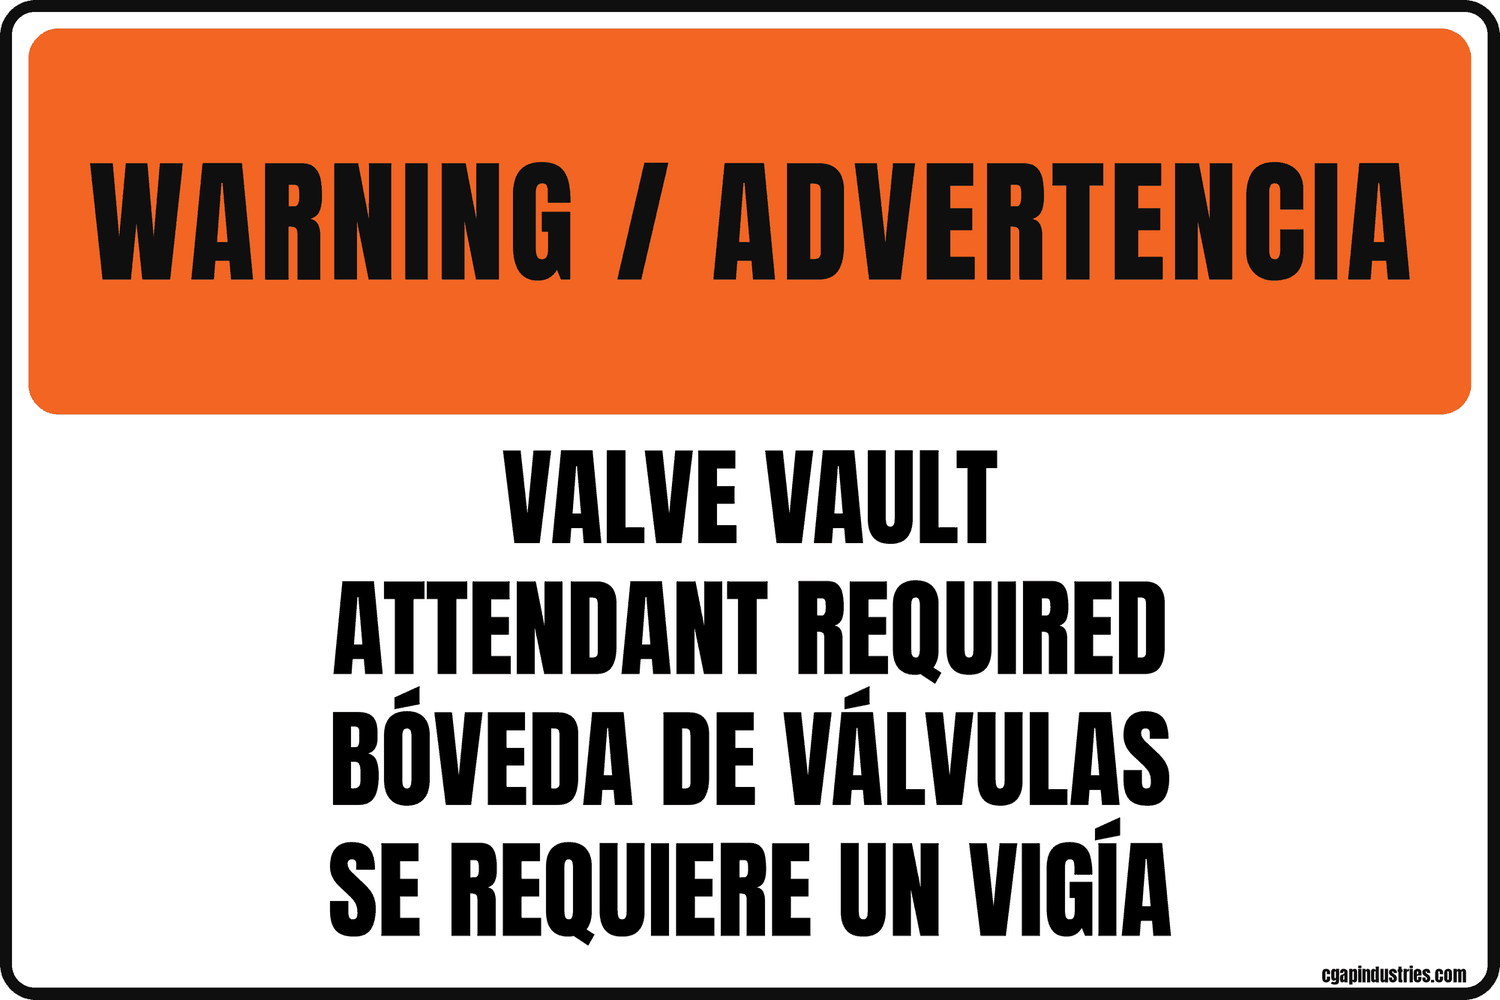 WARNING / ADVERTENCIA
VALVE VAULT
ATTENDANT REQUIRED
BÓVEDA DE VÁLVULAS
SE REQUIERE UN VIGÍA
cgapindustries.com